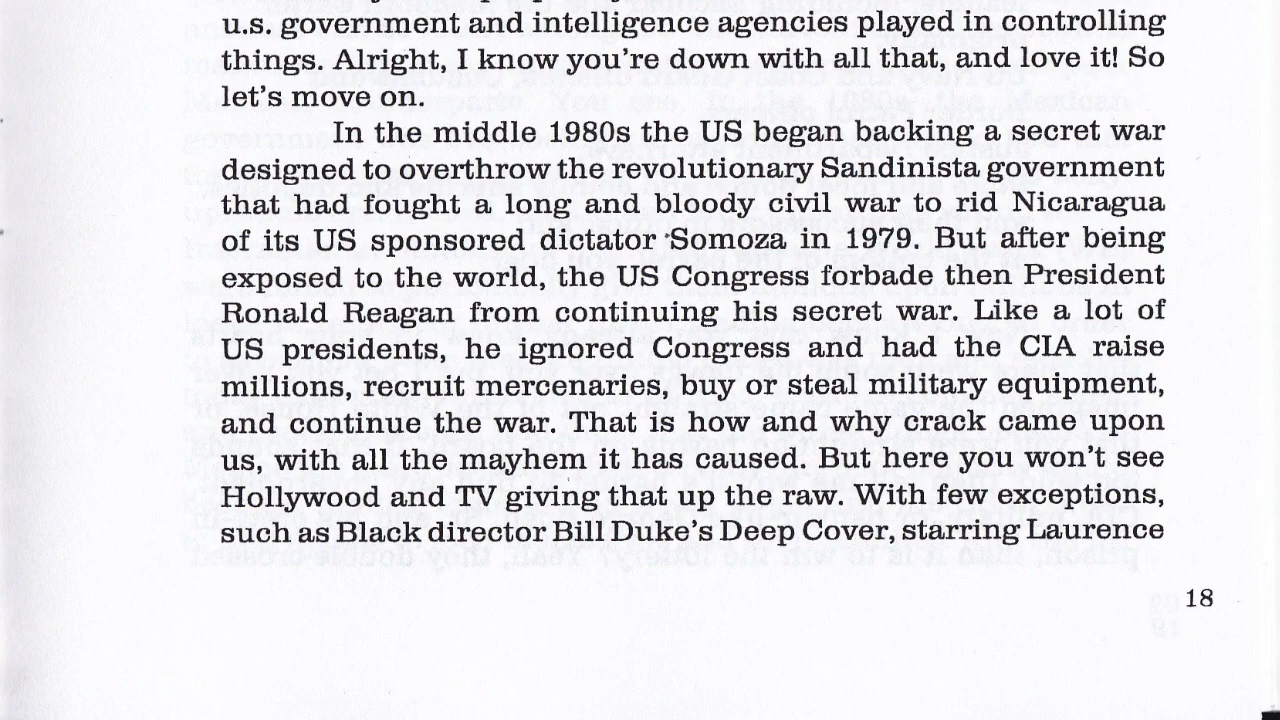 u.s. government and intelligence agencies played in controlling
things. Alright, I know you're down with all that, and love it! So
let's move on.
In the middle 1980s the US began backing a secret war
designed to overthrow the revolutionary Sandinista government
that had fought a long and bloody civil war to rid Nicaragua
of its US sponsored dictator Somoza in 1979. But after being
exposed to the world, the US Congress forbade then President
Ronald Reagan from continuing his secret war. Like a lot of
US presidents, he ignored Congress and had the CIA raise
millions, recruit mercenaries, buy or steal military equipment,
and continue the war. That is how and why crack came upon
us, with all the mayhem it has caused. But here you won't see
Hollywood and TV giving that up the raw. With few exceptions,
such as Black director Bill Duke's Deep Cover, starring Laurence
18